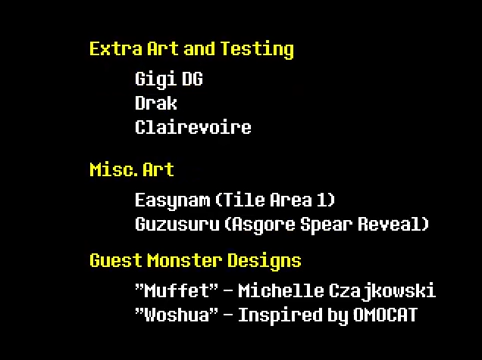 Extra Art and Testing
Gigi DG
Drak
Clairevoire
Misc. Art
Easynam (Tile Area 1)
Guzusuru (Asgore Spear Reveal)
Guest Monster Designs
"Muffet" - Michelle Czajkowski
"Woshua" - Inspired by OMOCAT